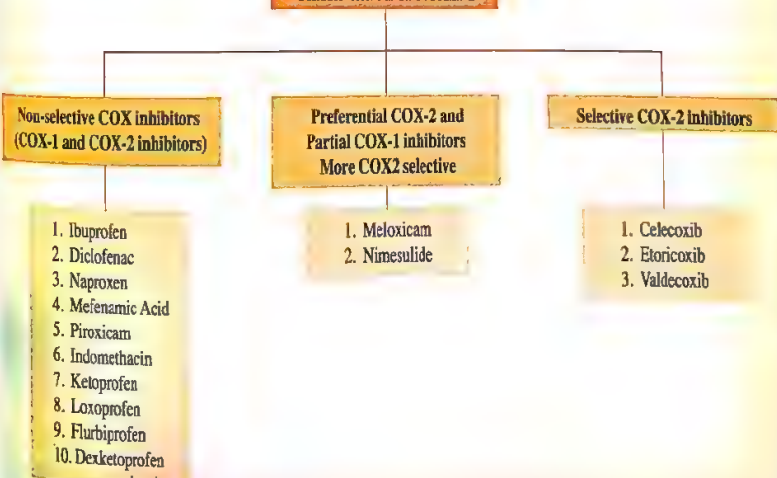 Non-selective COX inhibitors
(COX-1 and COX-2 inhibitors)
Preferential COX-2 and
Partial COX-1 inhibitors
More COX2 selective
Selective COX-2 inhibitors
1. Ibuprofen
2. Diclofenac
3. Naproxen
4. Mefenamic Acid
5. Piroxicam
6. Indomethacin
7. Ketoprofen
8. Loxoprofen
9. Flurbiprofen
10. Dexketoprofen
1. Meloxicam
2. Nimesulide
1. Celecoxib
2. Etoricoxib
3. Valdecoxib